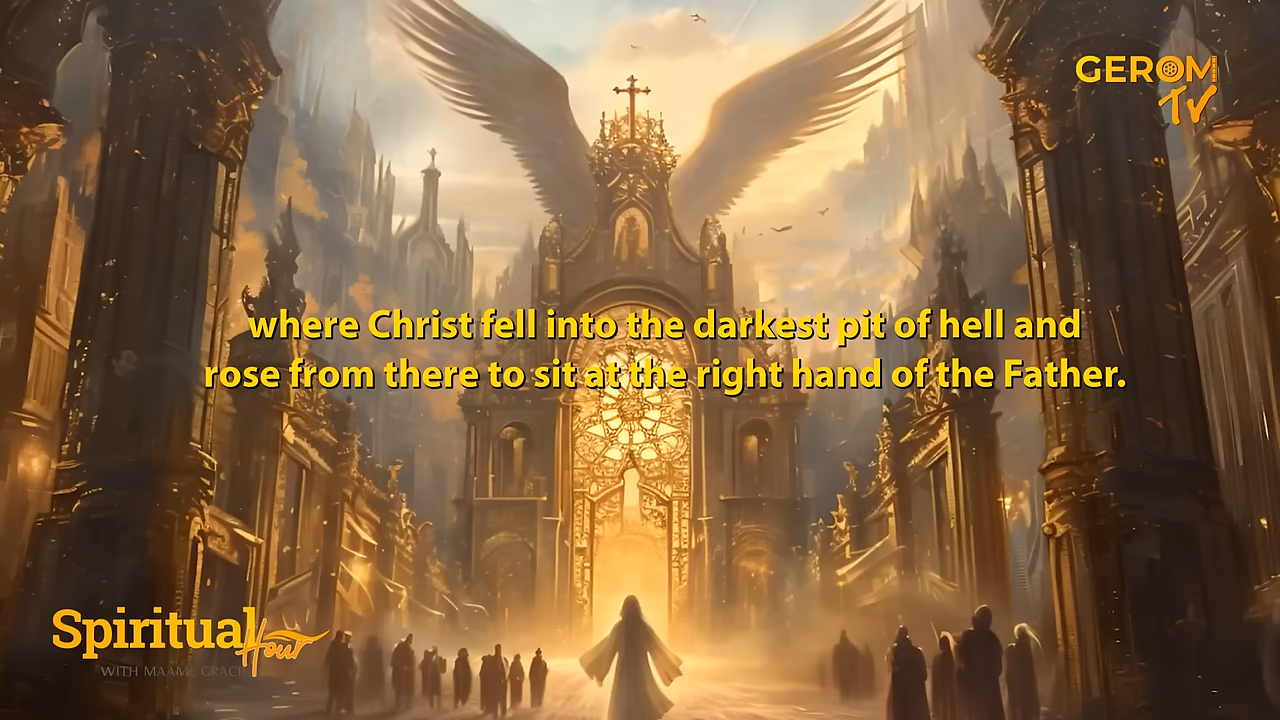 GEROM
TV
where Christ fell into the darkest pit of hell and
rose from there to sit at the right hand of the Father.
Spiritual
Hour
WITH MAAME GRACE